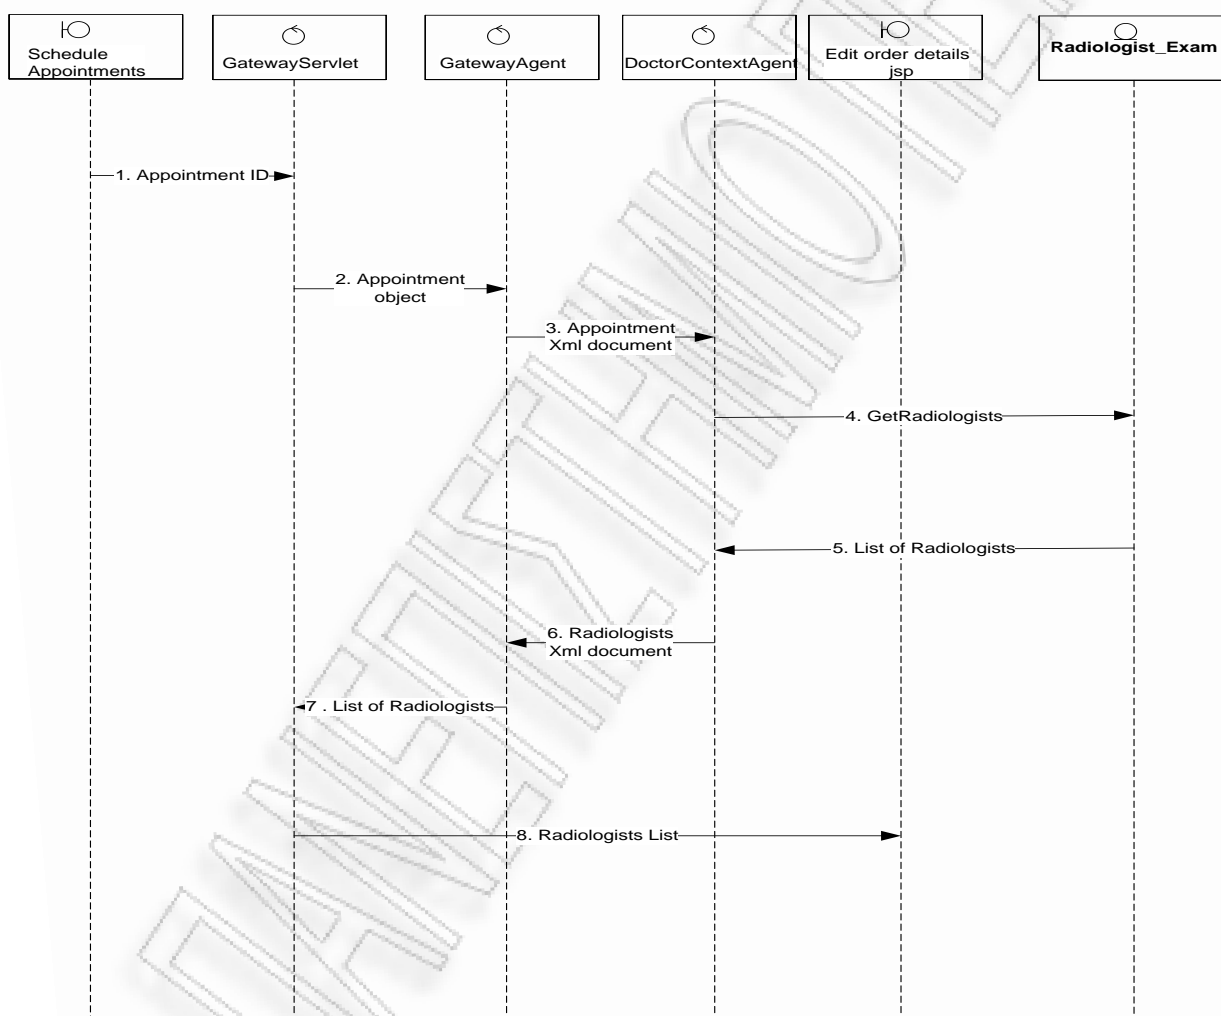 Schedule
Appointments
GatewayServlet
GatewayAgent
DoctorContextAgent
Edit order details
jsp
Radiologist_Exam
1. Appointment ID
2. Appointment
object
3. Appointment
Xml document
4. GetRadiologists
5. List of Radiologists
6. Radiologists
Xml document
7 . List of Radiologists
8. Radiologists List